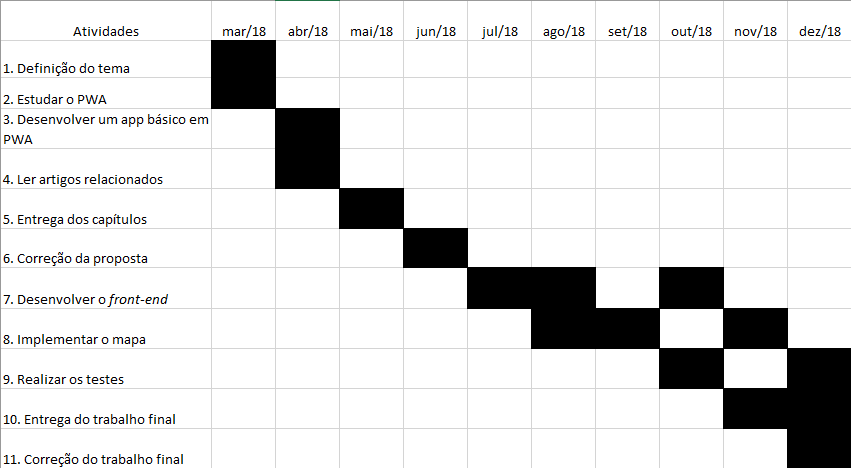 Atividades mar/18 abr/18 mai/18 jun/18 jul/18 ago/18 set/18 out/18 nov/18 dez/18
1. Definição do tema
2. Estudar o PWA
3. Desenvolver um app básico em
PWA
4. Ler artigos relacionados
5. Entrega dos capítulos
6. Correção da proposta
7. Desenvolver o front-end
8. Implementar o mapa
9. Realizar os testes
10. Entrega do trabalho final
11. Correção do trabalho final